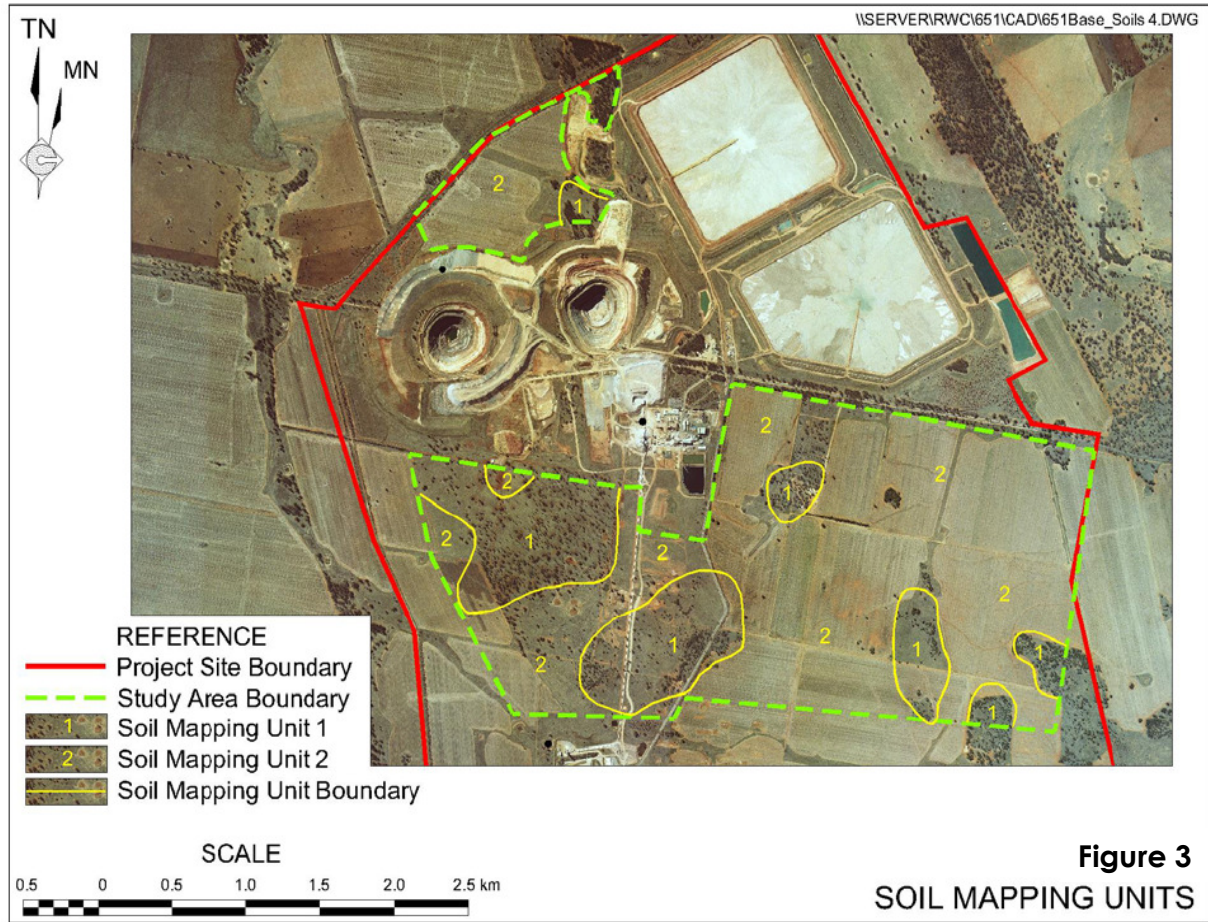 \\SERVER\RWC\651\CAD\651Base_Soils 4.DWG
TN
MN
2
1
2
2
2
1
2
1
2
2
1
2
2
1
1
1
REFERENCE
Project Site Boundary
Study Area Boundary
1 Soil Mapping Unit 1
2 Soil Mapping Unit 2
Soil Mapping Unit Boundary
SCALE
0.5 0 0.5 1.0 1.5 2.0 2.5 km
Figure 3
SOIL MAPPING UNITS